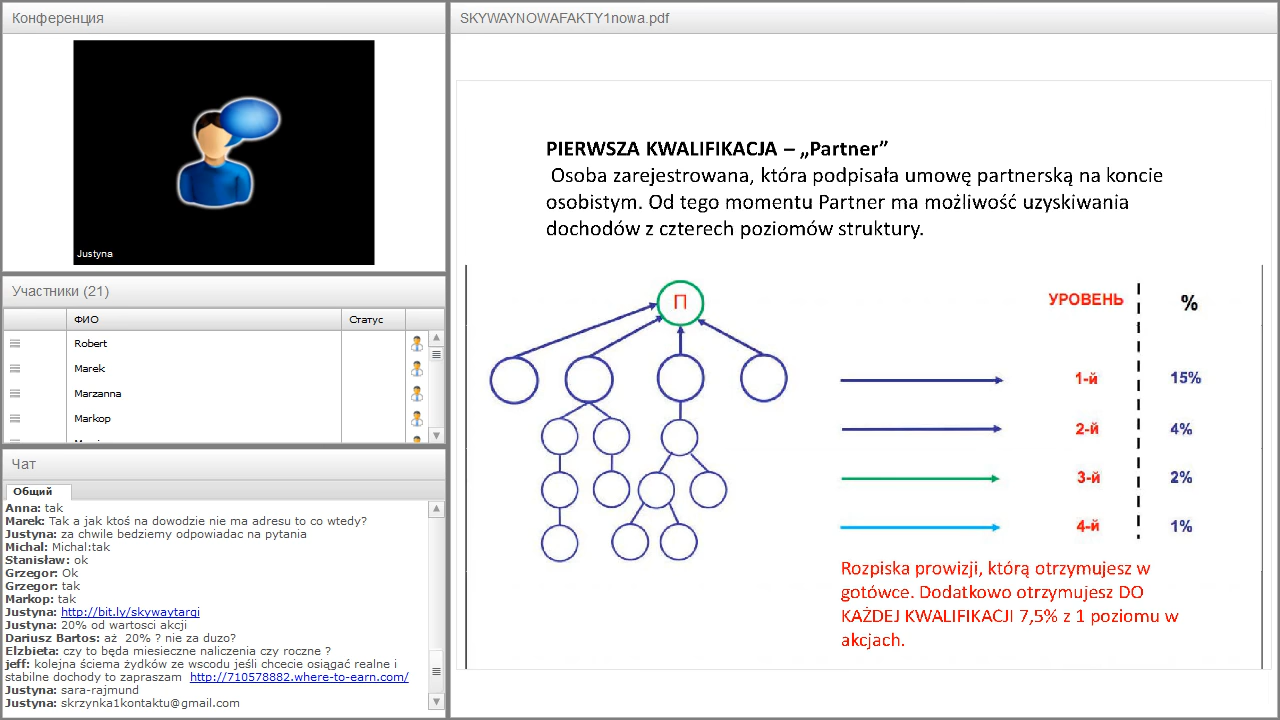 Конференция
Justyna
Участники (21)
ФИО
Статус
Robert
Marek
Marzanna
Markop
Чат
Общий
Anna: tak
Marek: Tak a jak ktoś na dowodzie nie ma adresu to co wtedy?
Justyna: za chwile bedziemy odpowiadac na pytania
Michal: Michal:tak
Stanisław: ok
Grzegor: Ok
Grzegor: tak
Markop: tak
Justyna: http://bit.ly/skywaytargi
Justyna: 20% od wartosci akcji
Dariusz Bartos: aż 20% ? nie za duzo?
Elzbieta: czy to będa miesieczne naliczenia czy roczne ?
jeff: kolejna ściema żydków ze wscodu jeśli chcecie osiągać realne i
stabilne dochody to zapraszam http://710578882.where-to-earn.com/
Justyna: sara-rajmund
Justyna: skrzynka1kontaktu@gmail.com
SKYWAYNOWAFAKTY1nowa.pdf
PIERWSZA KWALIFIKACJA – „Partner”
Osoba zarejestrowana, która podpisała umowę partnerską na koncie
osobistym. Od tego momentu Partner ma możliwość uzyskiwania
dochodów z czterech poziomów struktury.
П
УРОВЕНЬ %
1-й 15%
2-й 4%
3-й 2%
4-й 1%
Rozpiska prowizji, którą otrzymujesz w
gotówce. Dodatkowo otrzymujesz DO
KAŻDEJ KWALIFIKACJI 7,5% z 1 poziomu w
akcjach.